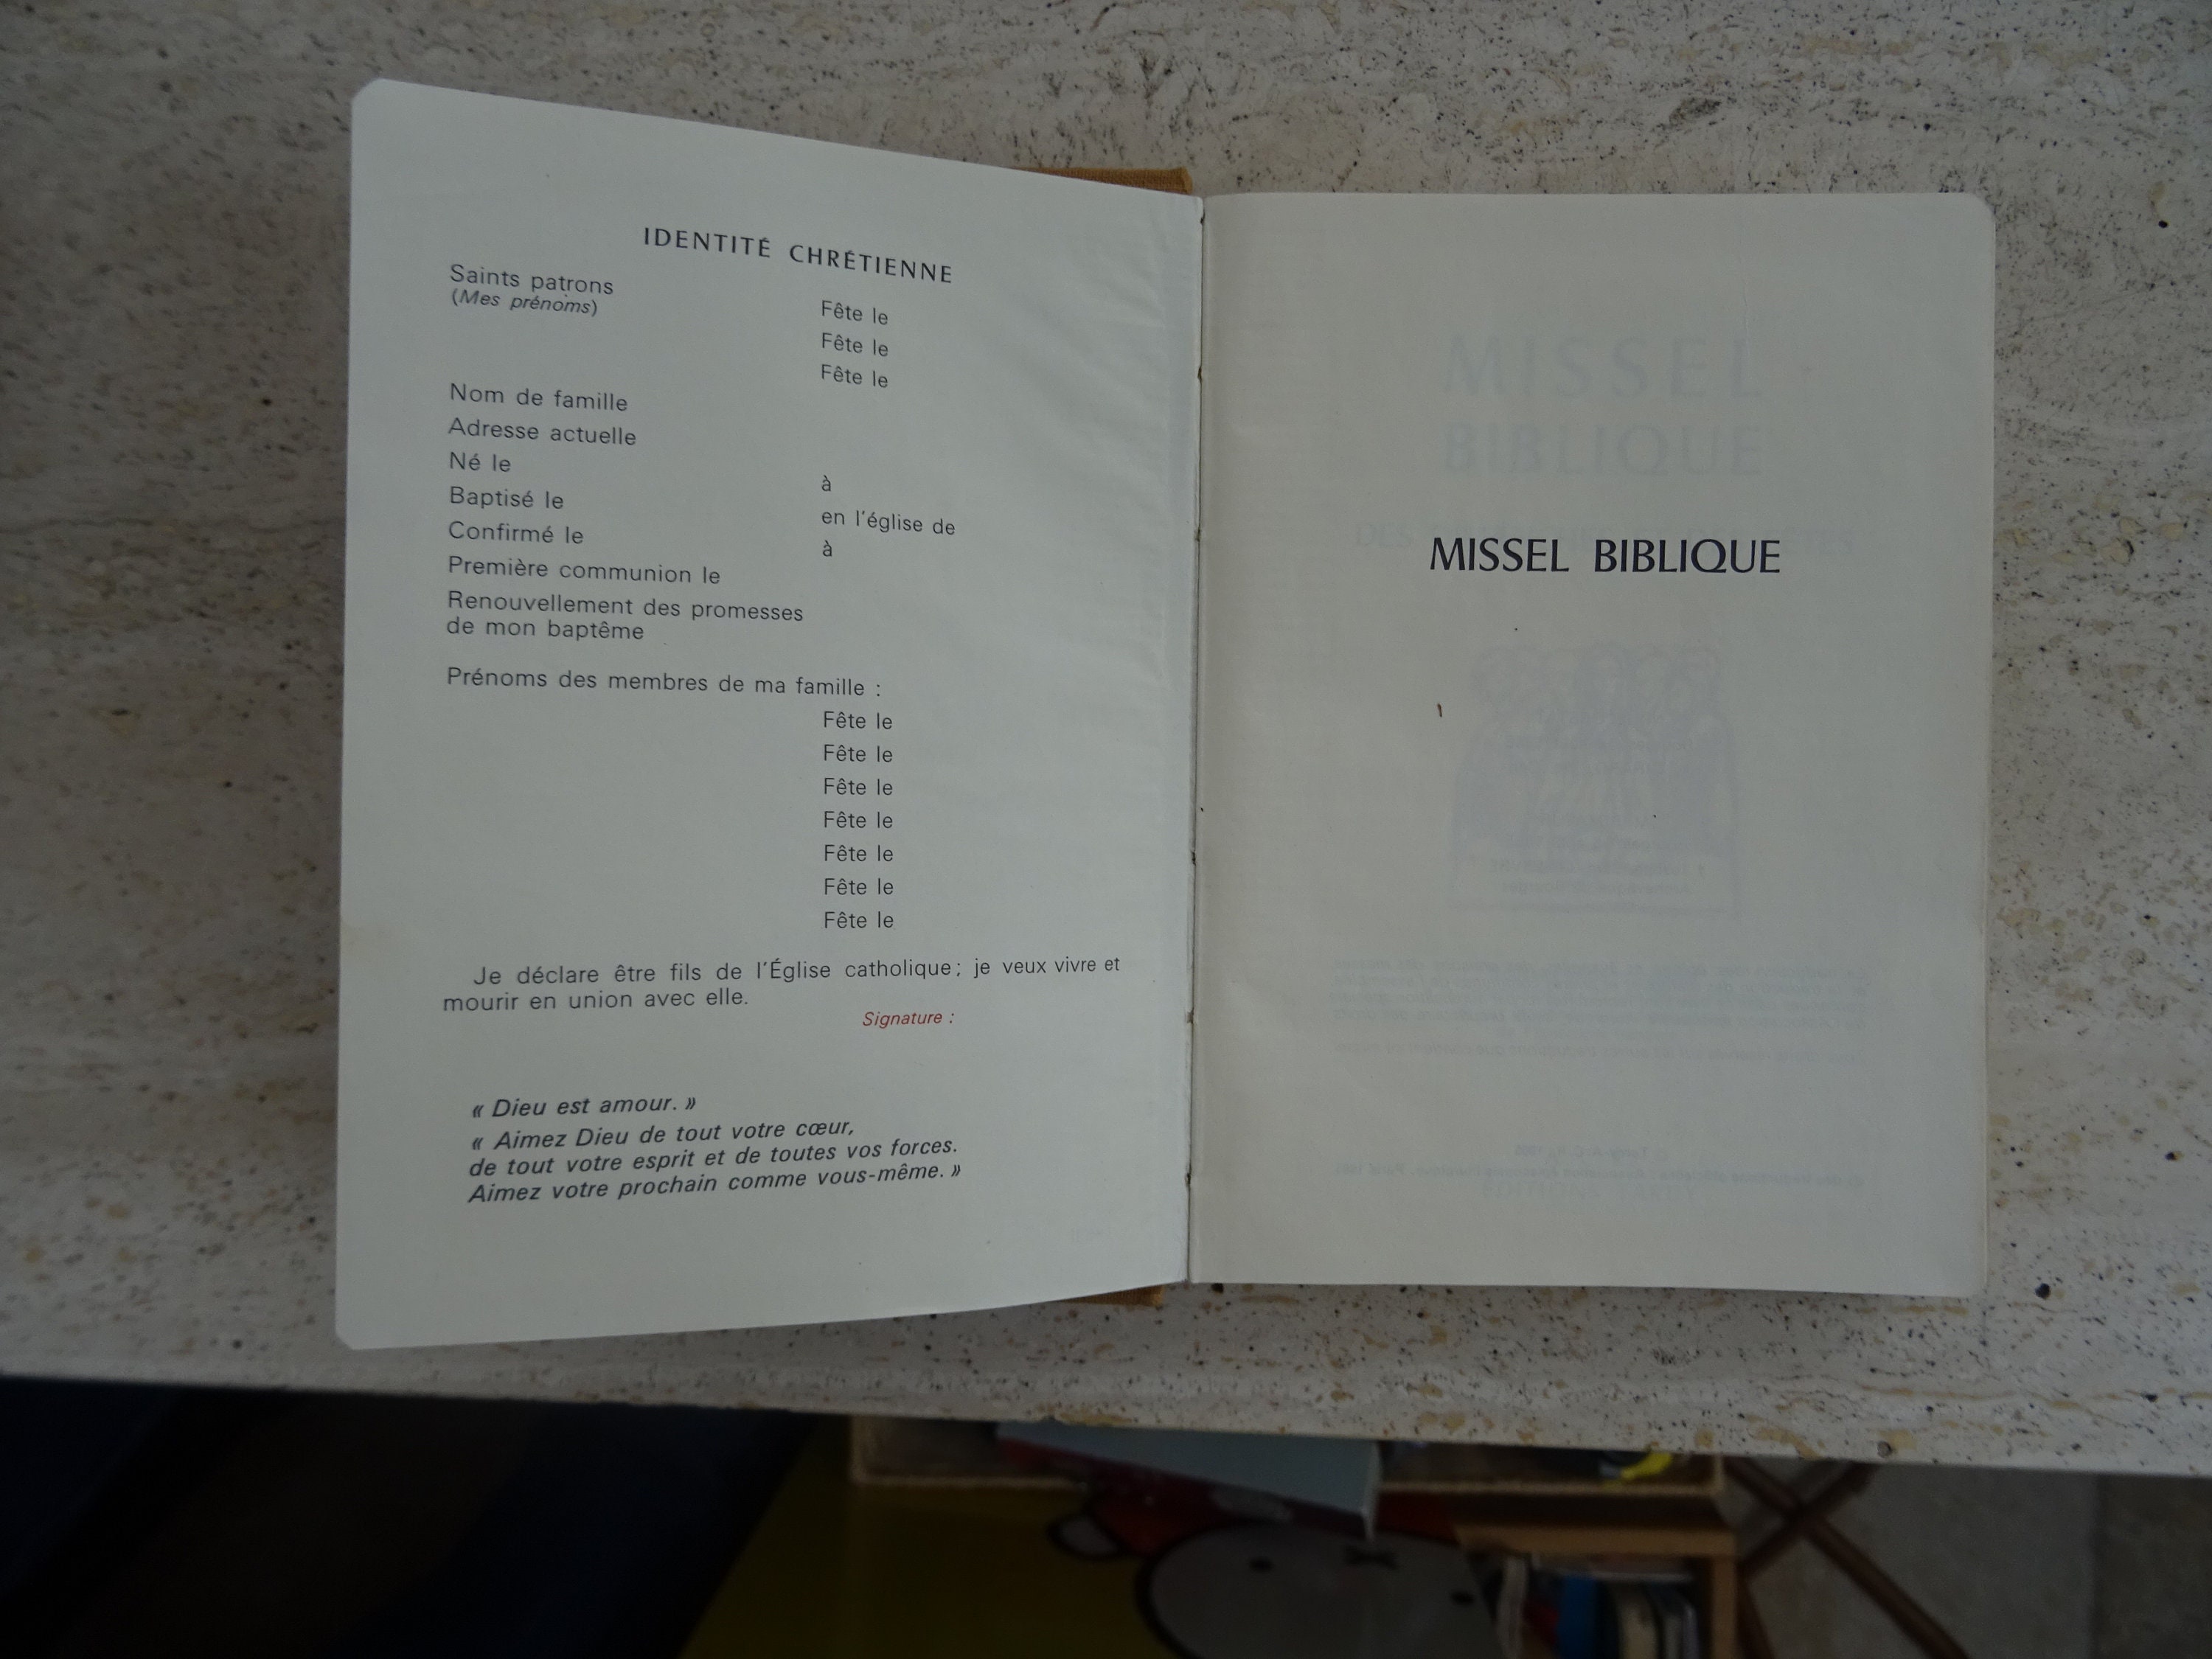 IDENTITÉ CHRÉTIENNE
Saints patrons
(Mes prénoms)
Fête le
Fête le
Fête le
Nom de famille
Adresse actuelle
Né le à
Baptisé le en l'église de
Confirmé le à
Première communion le
Renouvellement des promesses
de mon baptême
Prénoms des membres de ma famille :
Fête le
Fête le
Fête le
Fête le
Fête le
Fête le
Fête le
Je déclare être fils de l'Église catholique; je veux vivre et
mourir en union avec elle.
Signature :
« Dieu est amour. »
« Aimez Dieu de tout votre cœur,
de tout votre esprit et de toutes vos forces.
Aimez votre prochain comme vous-même. »
MISSEL
BIBLIQUE
MISSEL BIBLIQUE